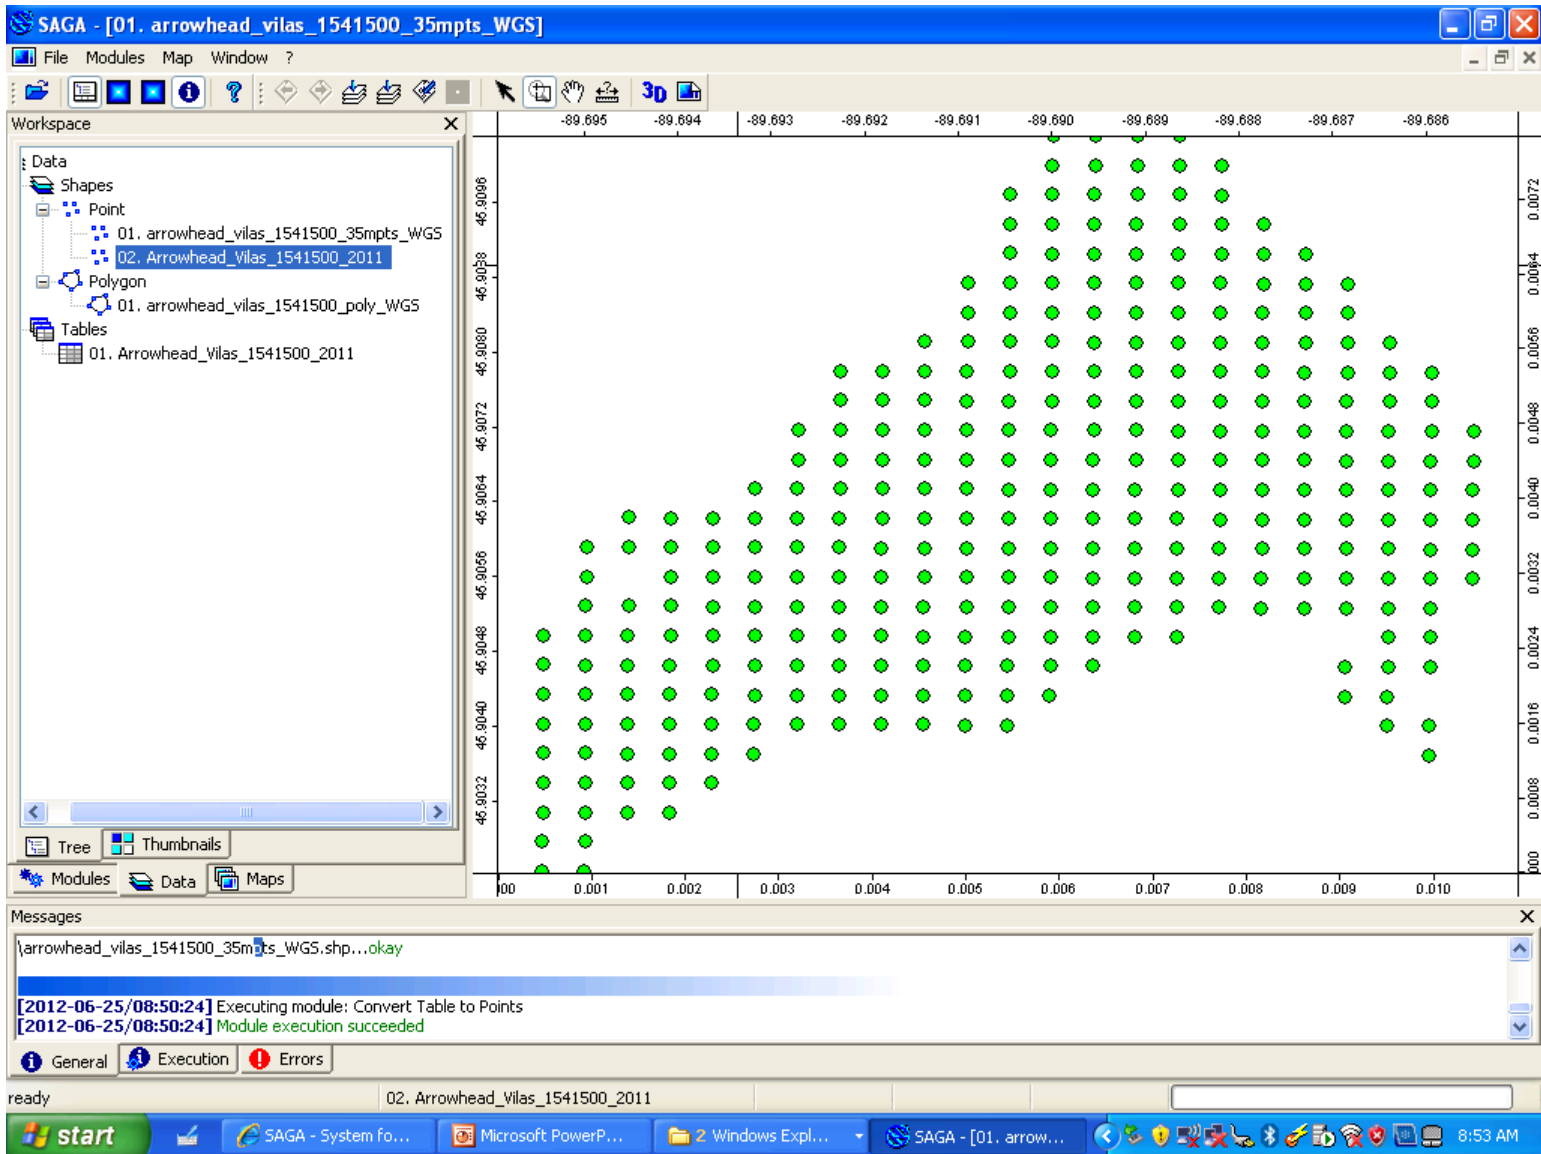 SAGA - [01. arrowhead_vilas_1541500_35mpts_WGS]
File Modules Map Window ?
3D
Workspace
Data
Shapes
Point
01. arrowhead_vilas_1541500_35mpts_WGS
02. Arrowhead_Vilas_1541500_2011
Polygon
01. arrowhead_vilas_1541500_poly_WGS
Tables
01. Arrowhead_Vilas_1541500_2011
Tree Thumbnails
Modules Data Maps
-89.695 -89.694 -89.693 -89.692 -89.691 -89.690 -89.689 -89.688 -89.687 -89.686
45.9096
45.9080
45.9072
45.9064
45.9056
45.9048
45.9040
45.9032
0.0072
0.0064
0.0056
0.0048
0.0040
0.0032
0.0024
0.0016
0.0008
0.001 0.002 0.003 0.004 0.005 0.006 0.007 0.008 0.009 0.010
Messages
\arrowhead_vilas_1541500_35mpts_WGS.shp...okay
[2012-06-25/08:50:24] Executing module: Convert Table to Points
[2012-06-25/08:50:24] Module execution succeeded
General Execution Errors
ready 02. Arrowhead_Vilas_1541500_2011
start SAGA - System fo... Microsoft PowerP... 2 Windows Expl... SAGA - [01. arrow... 8:53 AM